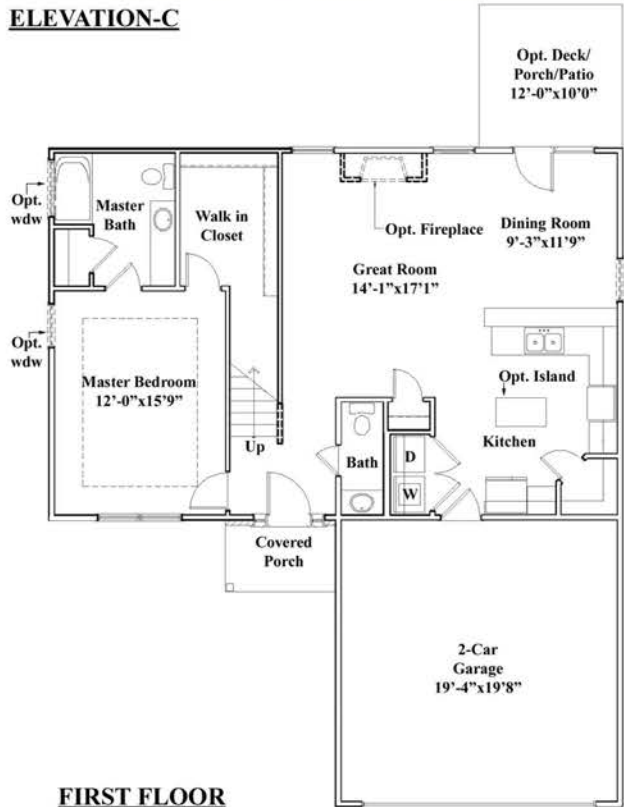 ELEVATION-C
Opt. Deck/
Porch/Patio
12’-0”x10’0”
Opt.
wdw
Master
Bath
Walk in
Closet
Opt. Fireplace
Dining Room
9’-3”x11’9”
Great Room
14’-1”x17’1”
Opt.
wdw
Master Bedroom
12’-0”x15’9”
Opt. Island
Kitchen
Up
Bath
D
W
Covered
Porch
2-Car
Garage
19’-4”x19’8”
FIRST FLOOR